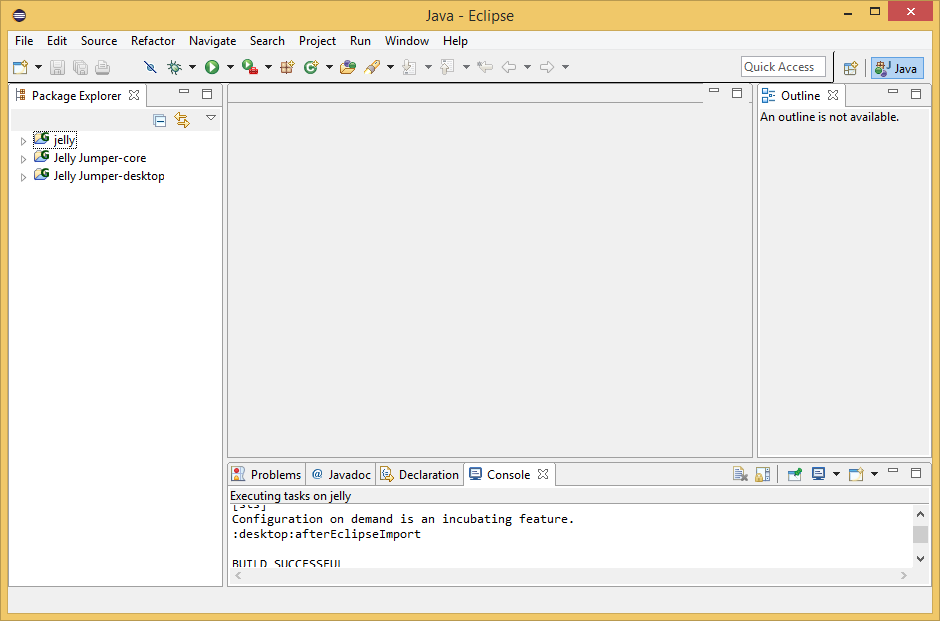 Java - Eclipse
File Edit Source Refactor Navigate Search Project Run Window Help
Quick Access
Java
Package Explorer
jelly
Jelly Jumper-core
Jelly Jumper-desktop
Outline
An outline is not available.
Problems @ Javadoc Declaration Console
Executing tasks on jelly
[sts]
Configuration on demand is an incubating feature.
:desktop:afterEclipseImport
BUILD SUCCESSFUL